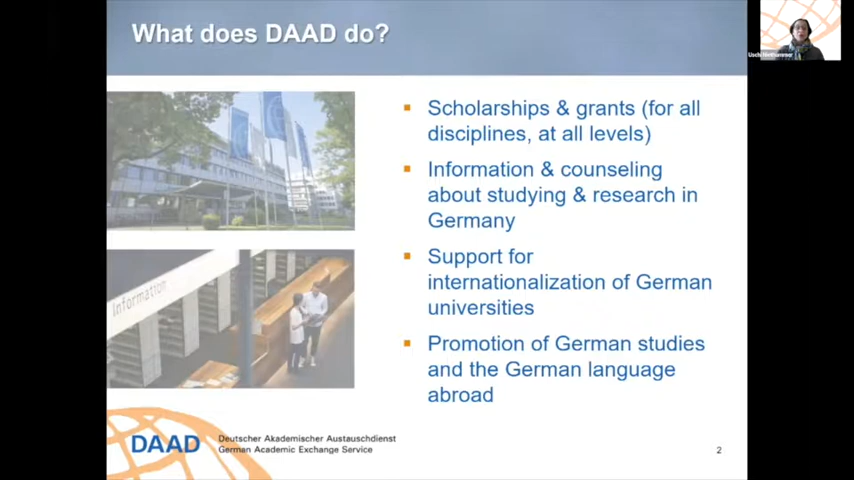 What does DAAD do?
Scholarships & grants (for all
disciplines, at all levels)
Information & counseling
about studying & research in
Germany
Support for
internationalization of German
universities
Promotion of German studies
and the German language
abroad
Information
DAAD
Deutscher Akademischer Austauschdienst
German Academic Exchange Service
2